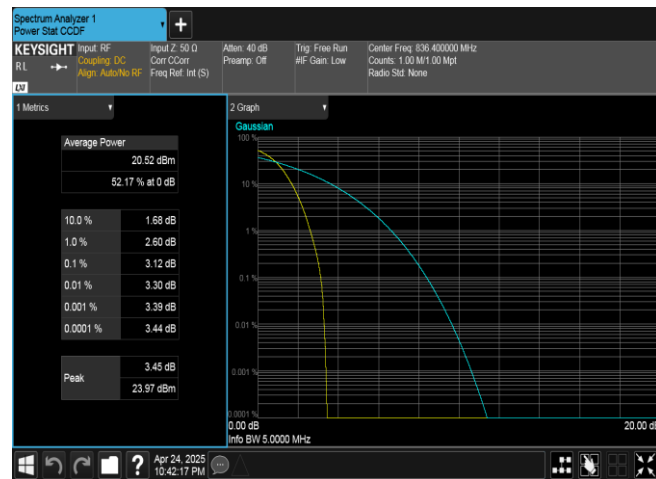 Spectrum Analyzer 1
Power Stat CCDF
+
KEYSIGHT
Input: RF
Input Z: 50 Ω
Atten: 40 dB
Trig: Free Run
Center Freq: 836.400000 MHz
RL
Coupling: DC
Corr CCorr
Preamp: Off
#IF Gain: Low
Counts: 1.00 M/1.00 Mpt
Align: Auto/No RF
Freq Ref: Int (S)
Radio Std: None
LXI
1 Metrics
2 Graph
Average Power
20.52 dBm
52.17 % at 0 dB
10.0 % 1.68 dB
1.0 % 2.60 dB
0.1 % 3.12 dB
0.01 % 3.30 dB
0.001 % 3.39 dB
0.0001 % 3.44 dB
Peak
3.45 dB
23.97 dBm
Gaussian
100 %
10 %
1 %
0.1 %
0.01 %
0.001 %
0.0001 %
0.00 dB
20.00 dB
Info BW 5.0000 MHz
?
Apr 24, 2025
10:42:17 PM